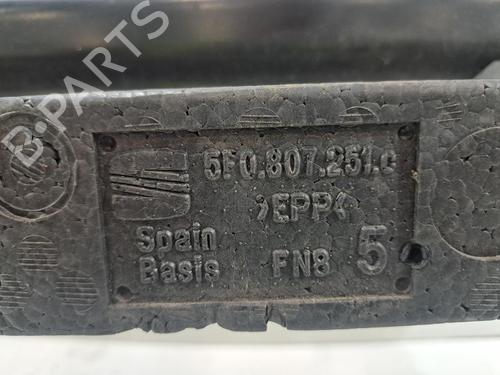 B-PARTS
5F0.807.251.C
>EPP<
Spain
Basis
FN8 5